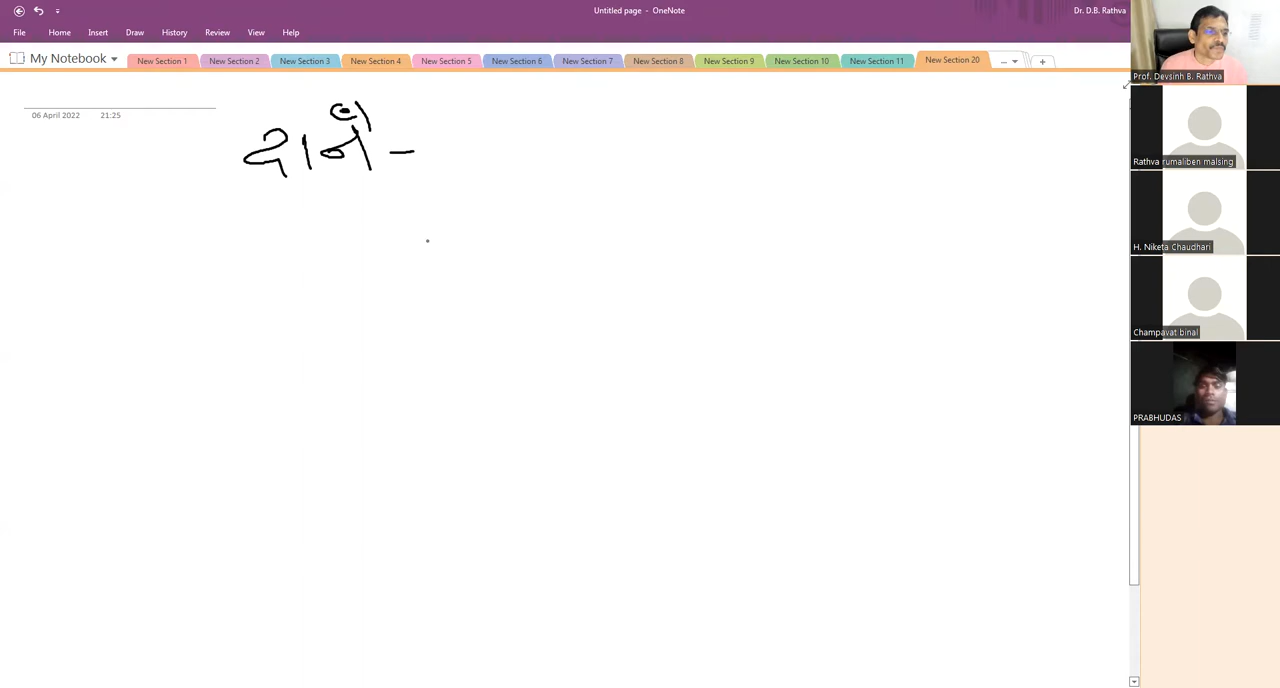 Untitled page - OneNote
Dr. D.B. Rathva
File Home Insert Draw History Review View Help
My Notebook
New Section 1 New Section 2 New Section 3 New Section 4 New Section 5 New Section 6 New Section 7 New Section 8 New Section 9 New Section 10 New Section 11 New Section 20 ...
06 April 2022 21:25
Prof. Devsinh B. Rathva
Rathva rumaliben malsing
H. Niketa Chaudhari
Champavat binal
PRABHUDAS